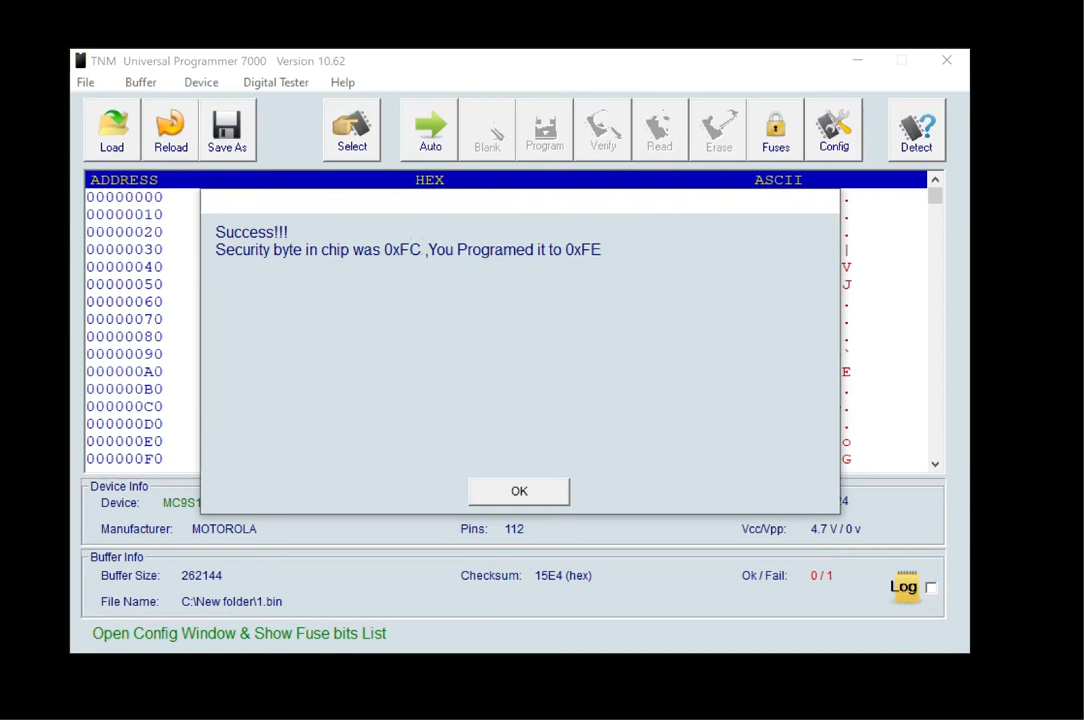 TNM Universal Programmer 7000 Version 10.62
File Buffer Device Digital Tester Help
Load Reload Save As Select Auto Blank Program Verify Read Erase Fuses Config Detect
ADDRESS HEX ASCII
00000000 .
00000010 .
00000020 .
00000030 |
00000040 V
00000050 J
00000060 .
00000070 .
00000080 .
00000090 `
000000A0 E
000000B0 .
000000C0 .
000000D0 .
000000E0 o
000000F0 G
Success!!!
Security byte in chip was 0xFC ,You Programed it to 0xFE
OK
Device Info
Device: MC9S1
Manufacturer: MOTOROLA Pins: 112 Vcc/Vpp: 4.7 V / 0 v
Buffer Info
Buffer Size: 262144 Checksum: 15E4 (hex) Ok / Fail: 0 / 1
Log
File Name: C:\New folder\1.bin
Open Config Window & Show Fuse bits List